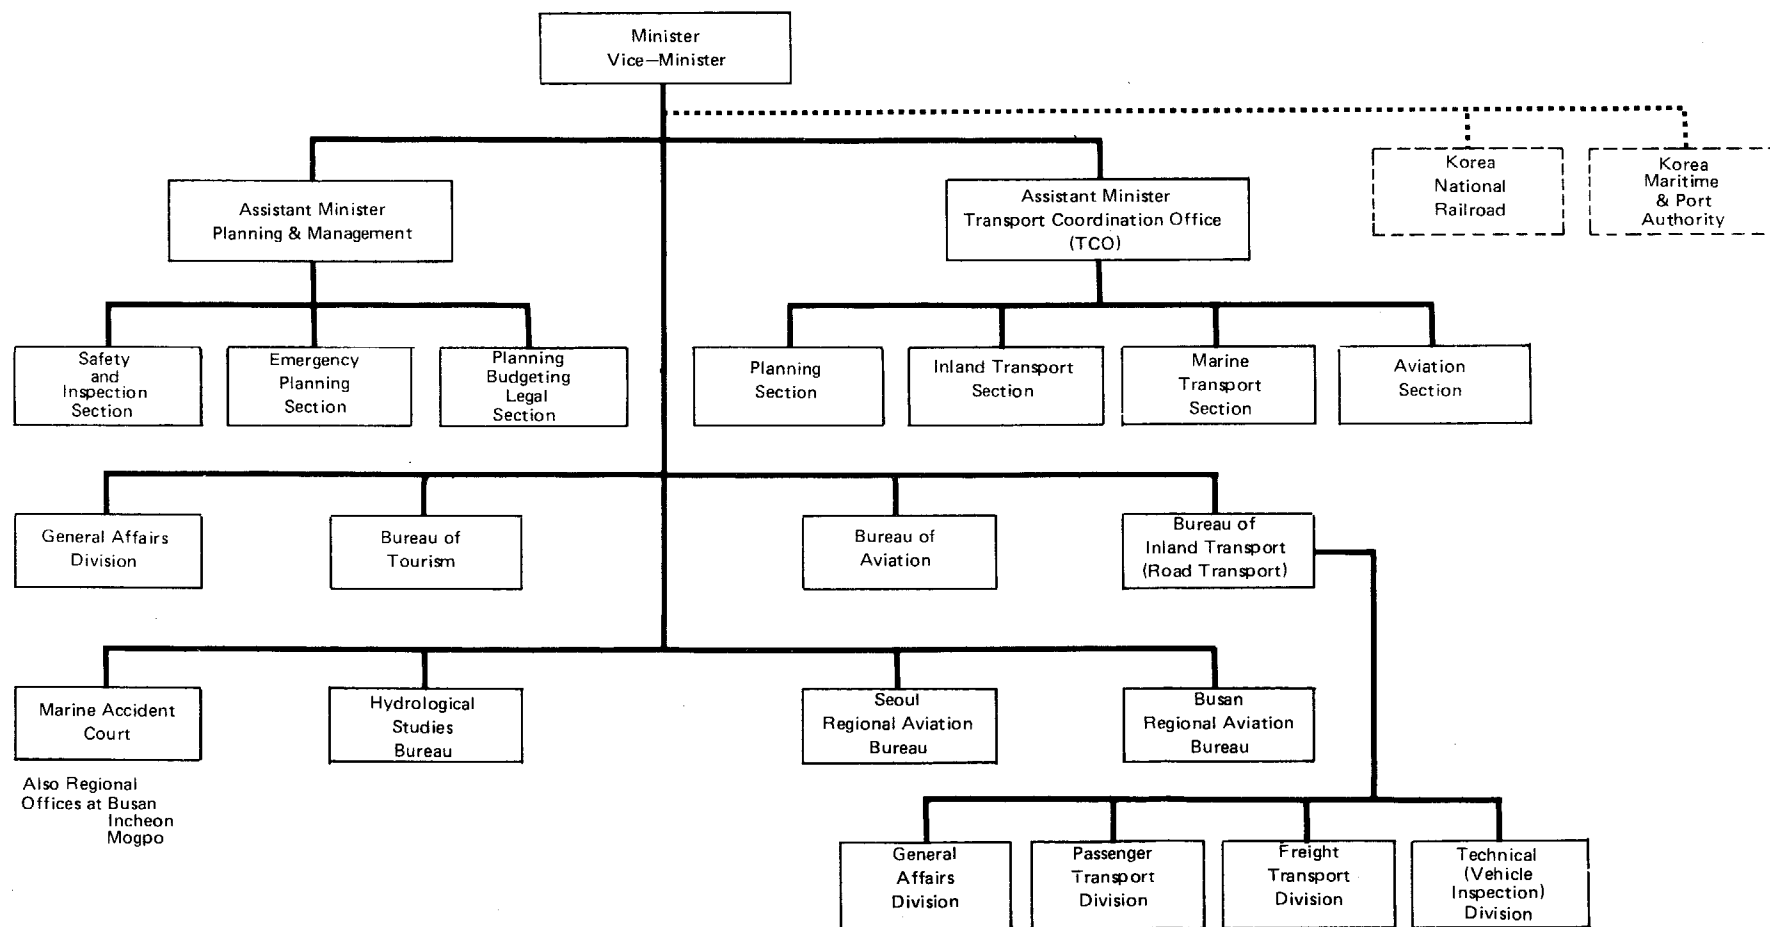 Minister
Vice—Minister
Korea
National
Railroad
Korea
Maritime
& Port
Authority
Assistant Minister
Planning & Management
Assistant Minister
Transport Coordination Office
(TCO)
Safety
and
Inspection
Section
Emergency
Planning
Section
Planning
Budgeting
Legal
Section
Planning
Section
Inland Transport
Section
Marine
Transport
Section
Aviation
Section
General Affairs
Division
Bureau of
Tourism
Bureau of
Aviation
Bureau of
Inland Transport
(Road Transport)
Marine Accident
Court
Hydrological
Studies
Bureau
Seoul
Regional Aviation
Bureau
Busan
Regional Aviation
Bureau
Also Regional
Offices at Busan
Incheon
Mogpo
General
Affairs
Division
Passenger
Transport
Division
Freight
Transport
Division
Technical
(Vehicle
Inspection)
Division